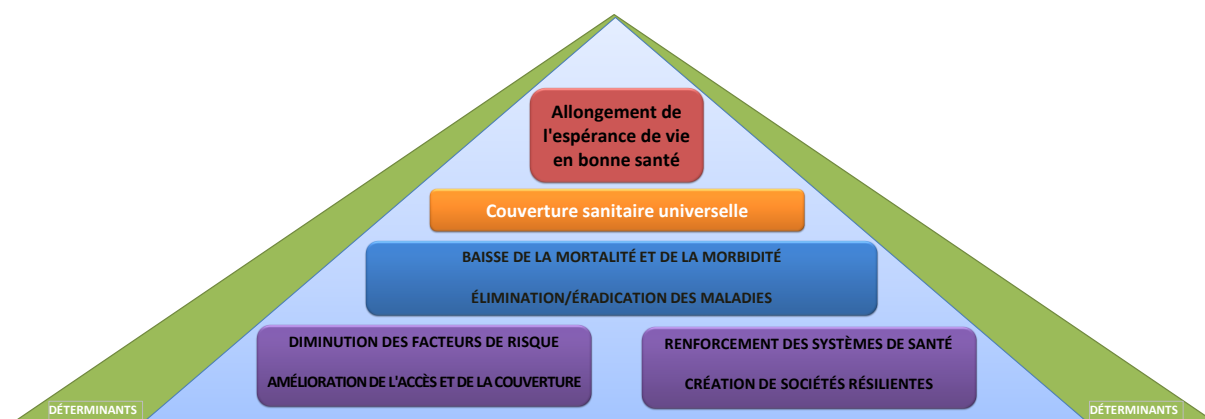 Allongement de
l'espérance de vie
en bonne santé
Couverture sanitaire universelle
BAISSE DE LA MORTALITÉ ET DE LA MORBIDITÉ
ÉLIMINATION/ÉRADICATION DES MALADIES
DIMINUTION DES FACTEURS DE RISQUE
AMÉLIORATION DE L'ACCÈS ET DE LA COUVERTURE
RENFORCEMENT DES SYSTÈMES DE SANTÉ
CRÉATION DE SOCIÉTÉS RÉSILIENTES
DÉTERMINANTS
DÉTERMINANTS